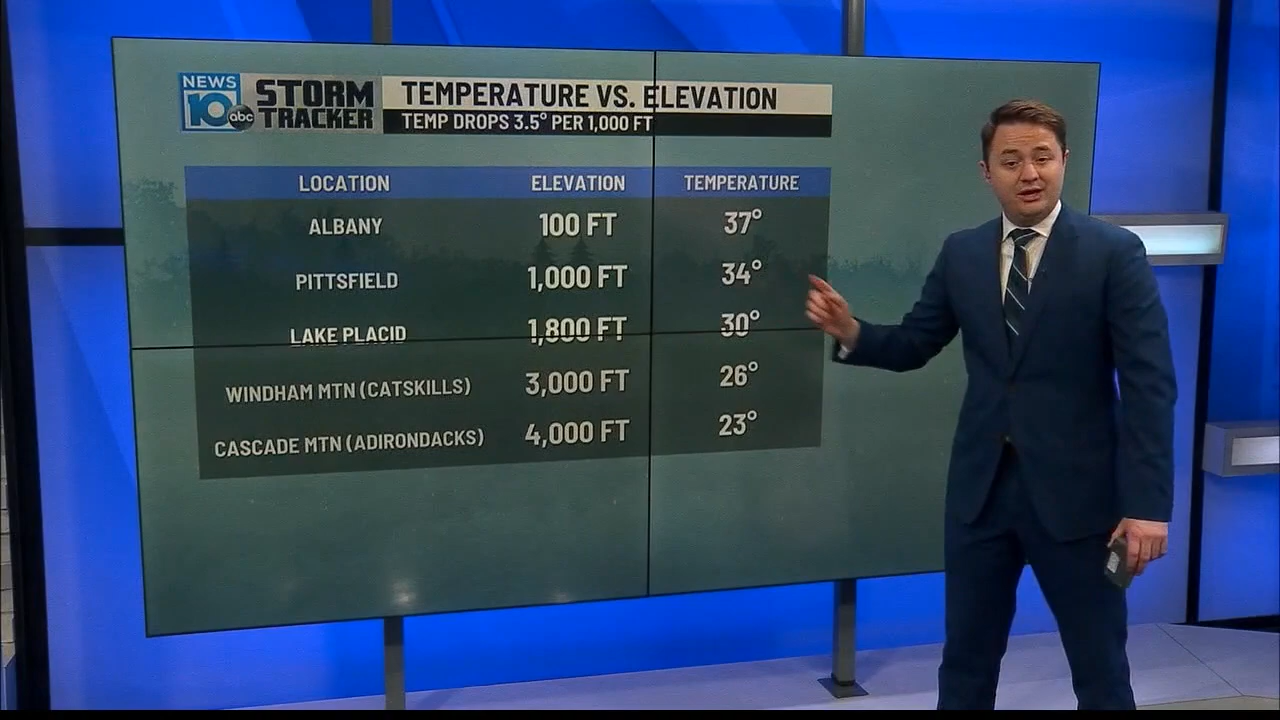 NEWS
10
abc
STORM
TRACKER
TEMPERATURE VS. ELEVATION
TEMP DROPS 3.5° PER 1,000 FT
LOCATION ELEVATION TEMPERATURE
ALBANY 100 FT 37°
PITTSFIELD 1,000 FT 34°
LAKE PLACID 1,800 FT 30°
WINDHAM MTN (CATSKILLS) 3,000 FT 26°
CASCADE MTN (ADIRONDACKS) 4,000 FT 23°